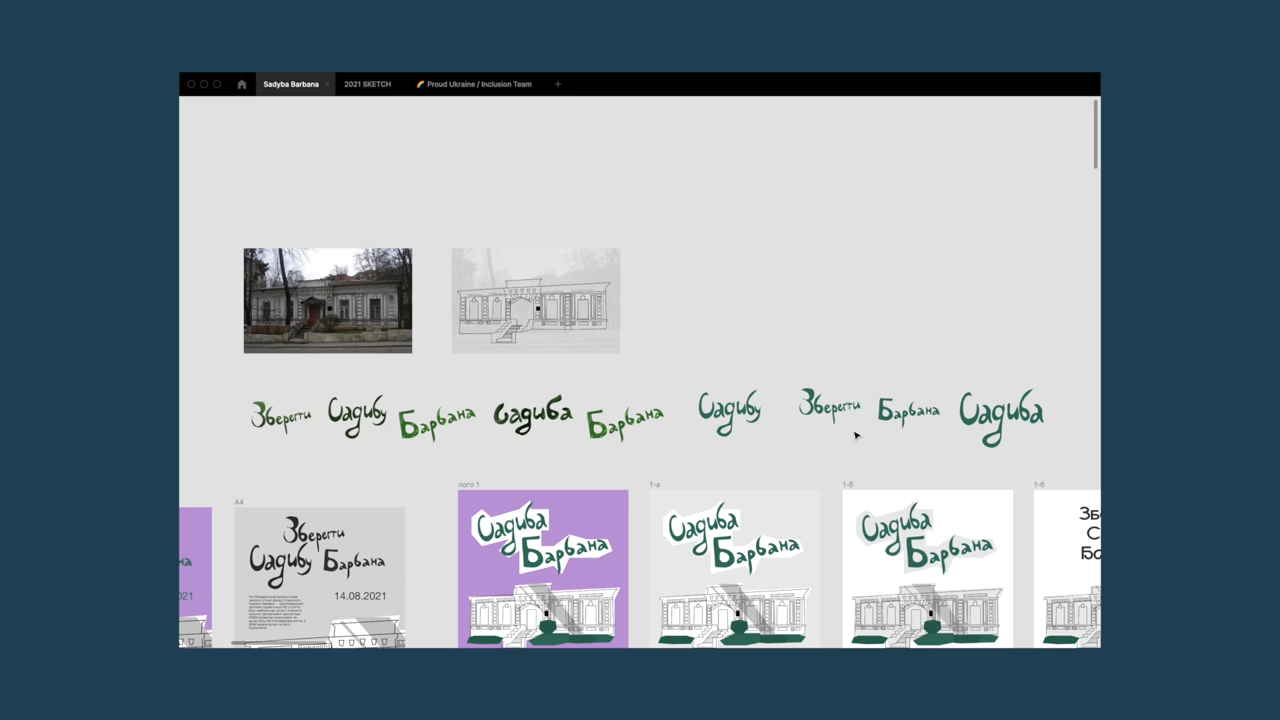 Sadyba Barbana
2021 SKETCH
Proud Ukraine / Inclusion Team
Зберегти Садибу Барбана Садиба Барбана Садибу Зберегти Барбана Садиба
А4
Зберегти
Садибу Барбана
14.08.2021
лого 1
Садиба
Барбана
1-а
Садиба
Барбана
1-б
Садиба
Барбана
1-б